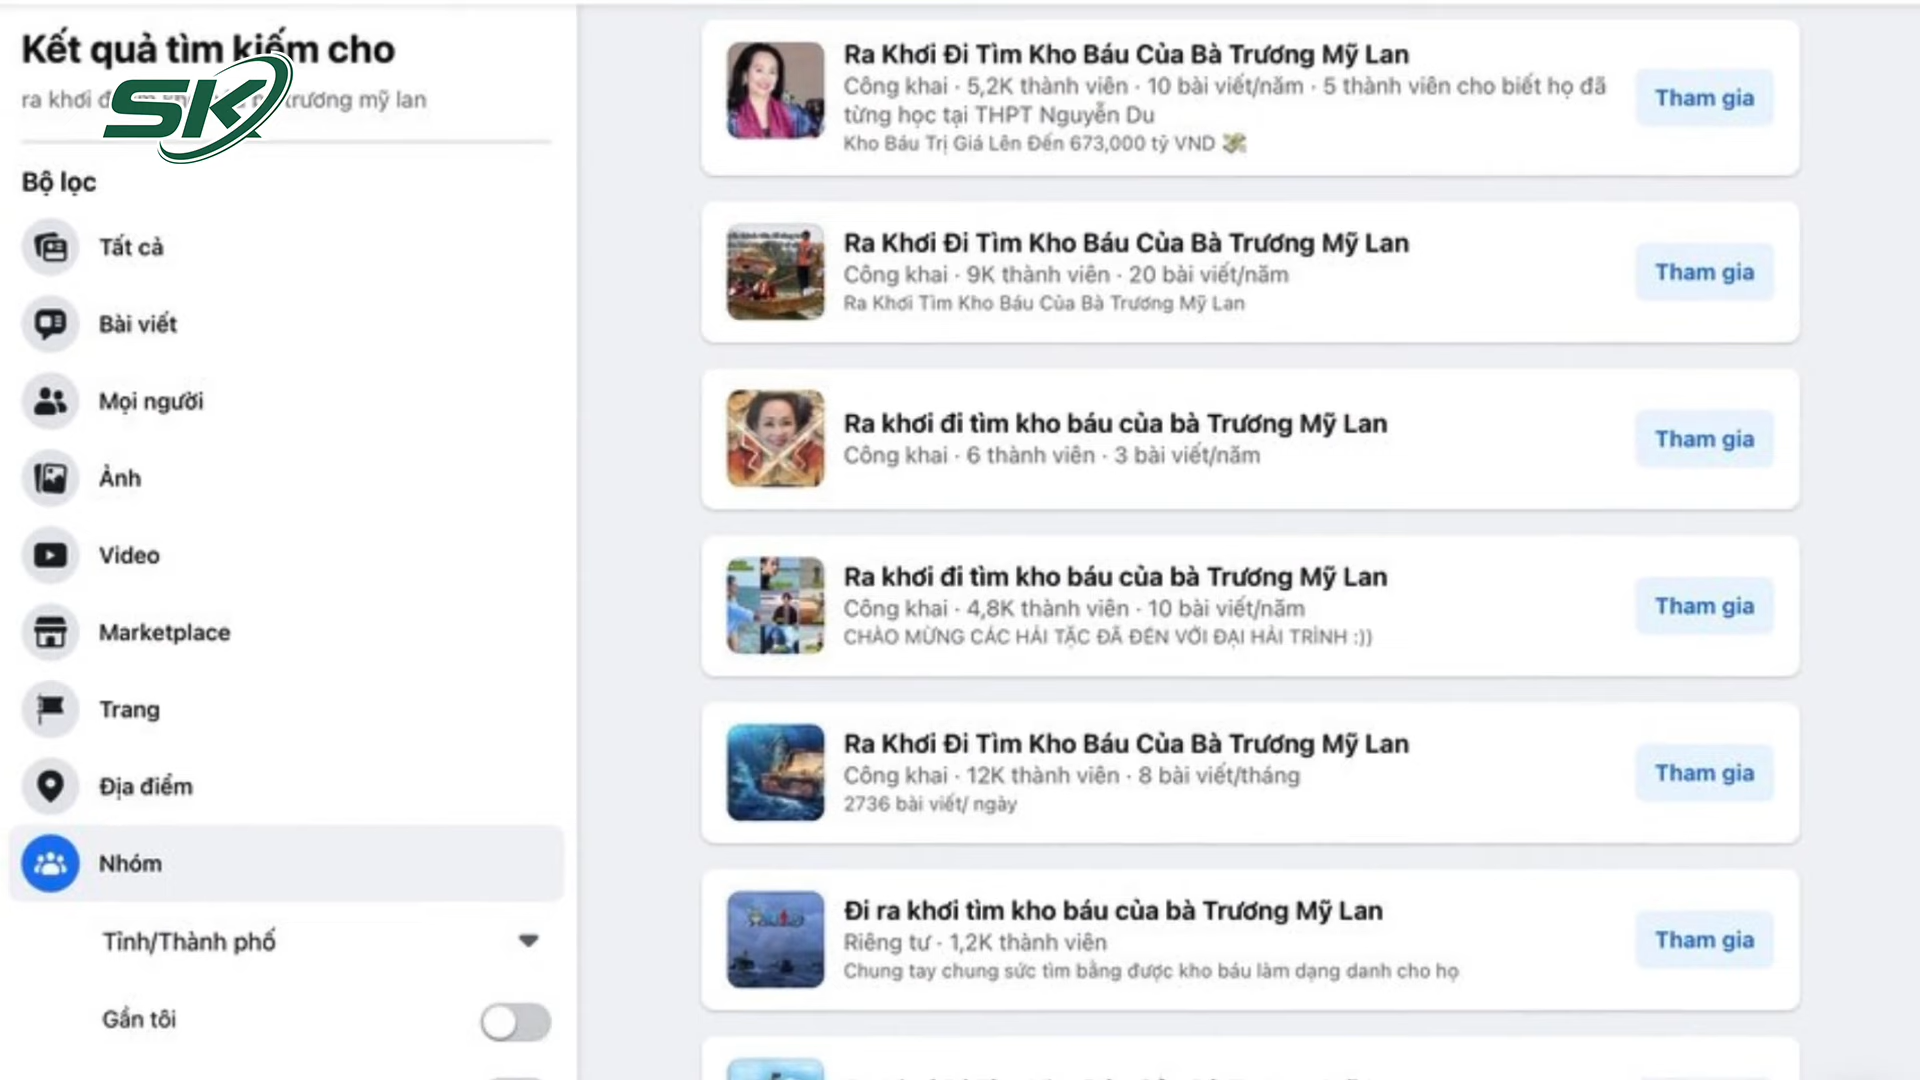 Kết quả tìm kiếm cho
ra khơi trương mỹ lan
SK
Bộ lọc
Tất cả
Bài viết
Mọi người
Ảnh
Video
Marketplace
Trang
Địa điểm
Nhóm
Tỉnh/Thành phố
Gần tôi
Ra Khơi Đi Tìm Kho Báu Của Bà Trương Mỹ Lan
Công khai · 5,2K thành viên · 10 bài viết/năm · 5 thành viên cho biết họ đã
từng học tại THPT Nguyễn Du
Kho Báu Trị Giá Lên Đến 673,000 tỷ VND 💸
Tham gia
Ra Khơi Đi Tìm Kho Báu Của Bà Trương Mỹ Lan
Công khai · 9K thành viên · 20 bài viết/năm
Ra Khơi Tìm Kho Báu Của Bà Trương Mỹ Lan
Tham gia
Ra khơi đi tìm kho báu của bà Trương Mỹ Lan
Công khai · 6 thành viên · 3 bài viết/năm
Tham gia
Ra khơi đi tìm kho báu của bà Trương Mỹ Lan
Công khai · 4,8K thành viên · 10 bài viết/năm
CHÀO MỪNG CÁC HẢI TẶC ĐÃ ĐẾN VỚI ĐẠI HẢI TRÌNH :))
Tham gia
Ra Khơi Đi Tìm Kho Báu Của Bà Trương Mỹ Lan
Công khai · 12K thành viên · 8 bài viết/tháng
2736 bài viết/ ngày
Tham gia
Đi ra khơi tìm kho báu của bà Trương Mỹ Lan
Riêng tư · 1,2K thành viên
Chung tay chung sức tìm bằng được kho báu làm dạng danh cho họ
Tham gia